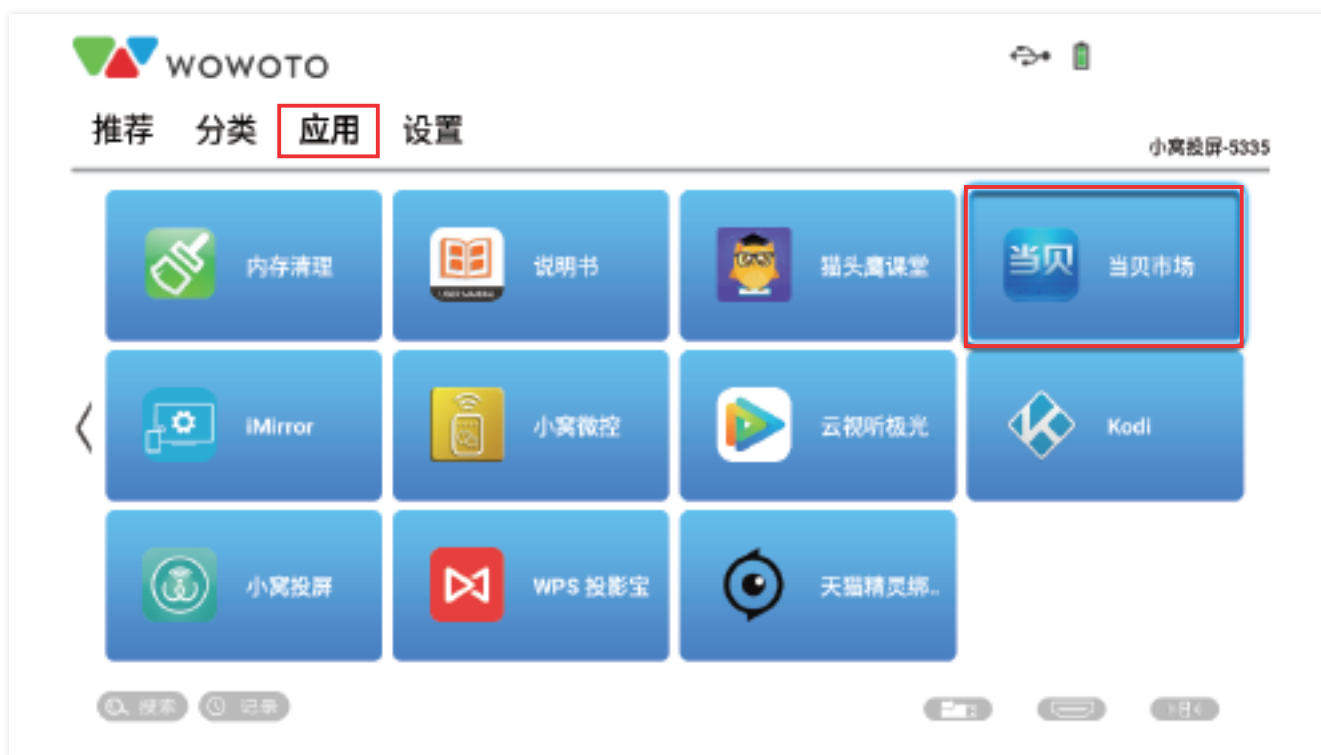 WOWOTO
推荐 分类 应用 设置
小窝投屏-5335
内存清理 说明书 猫头鹰课堂 当贝 当贝市场
iMirror 小窝微控 云视听极光 Kodi
小窝投屏 WPS 投影宝 天猫精灵绑..
搜索 记录